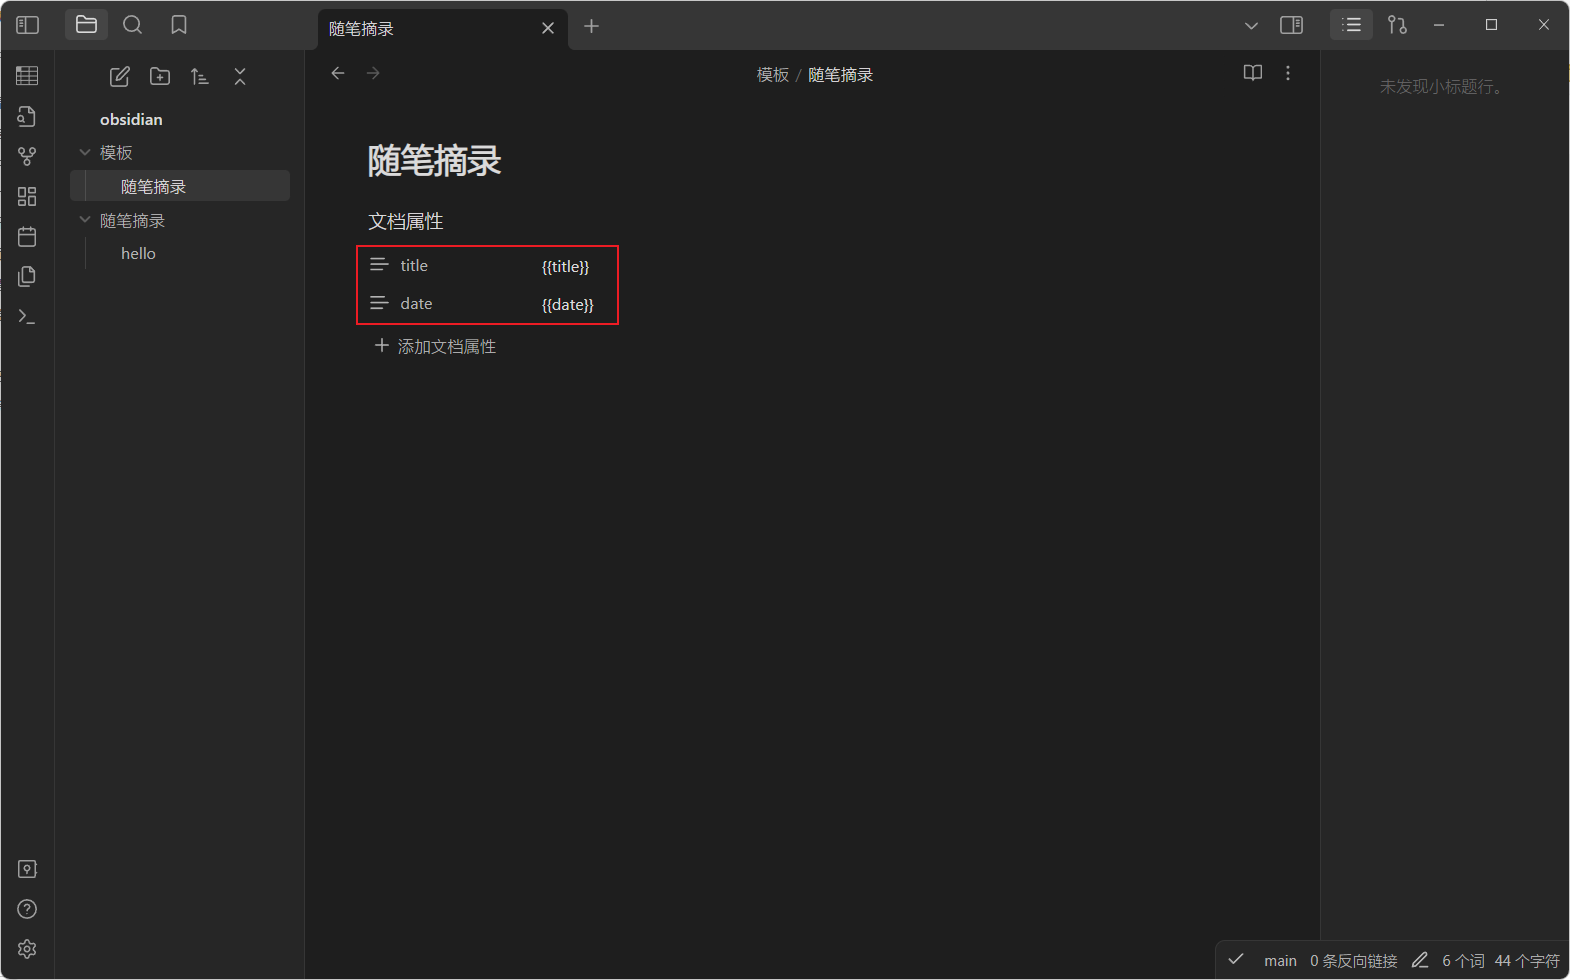 随笔摘录
模板 / 随笔摘录
未发现小标题行。
obsidian
模板
随笔摘录
随笔摘录
hello
随笔摘录
文档属性
title {{title}}
date {{date}}
添加文档属性
main 0 条反向链接 6 个词 44 个字符